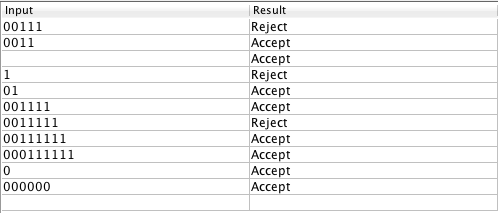 Input Result
00111 Reject
0011 Accept
Accept
1 Reject
01 Accept
001111 Accept
0011111 Reject
00111111 Accept
000111111 Accept
0 Accept
000000 Accept